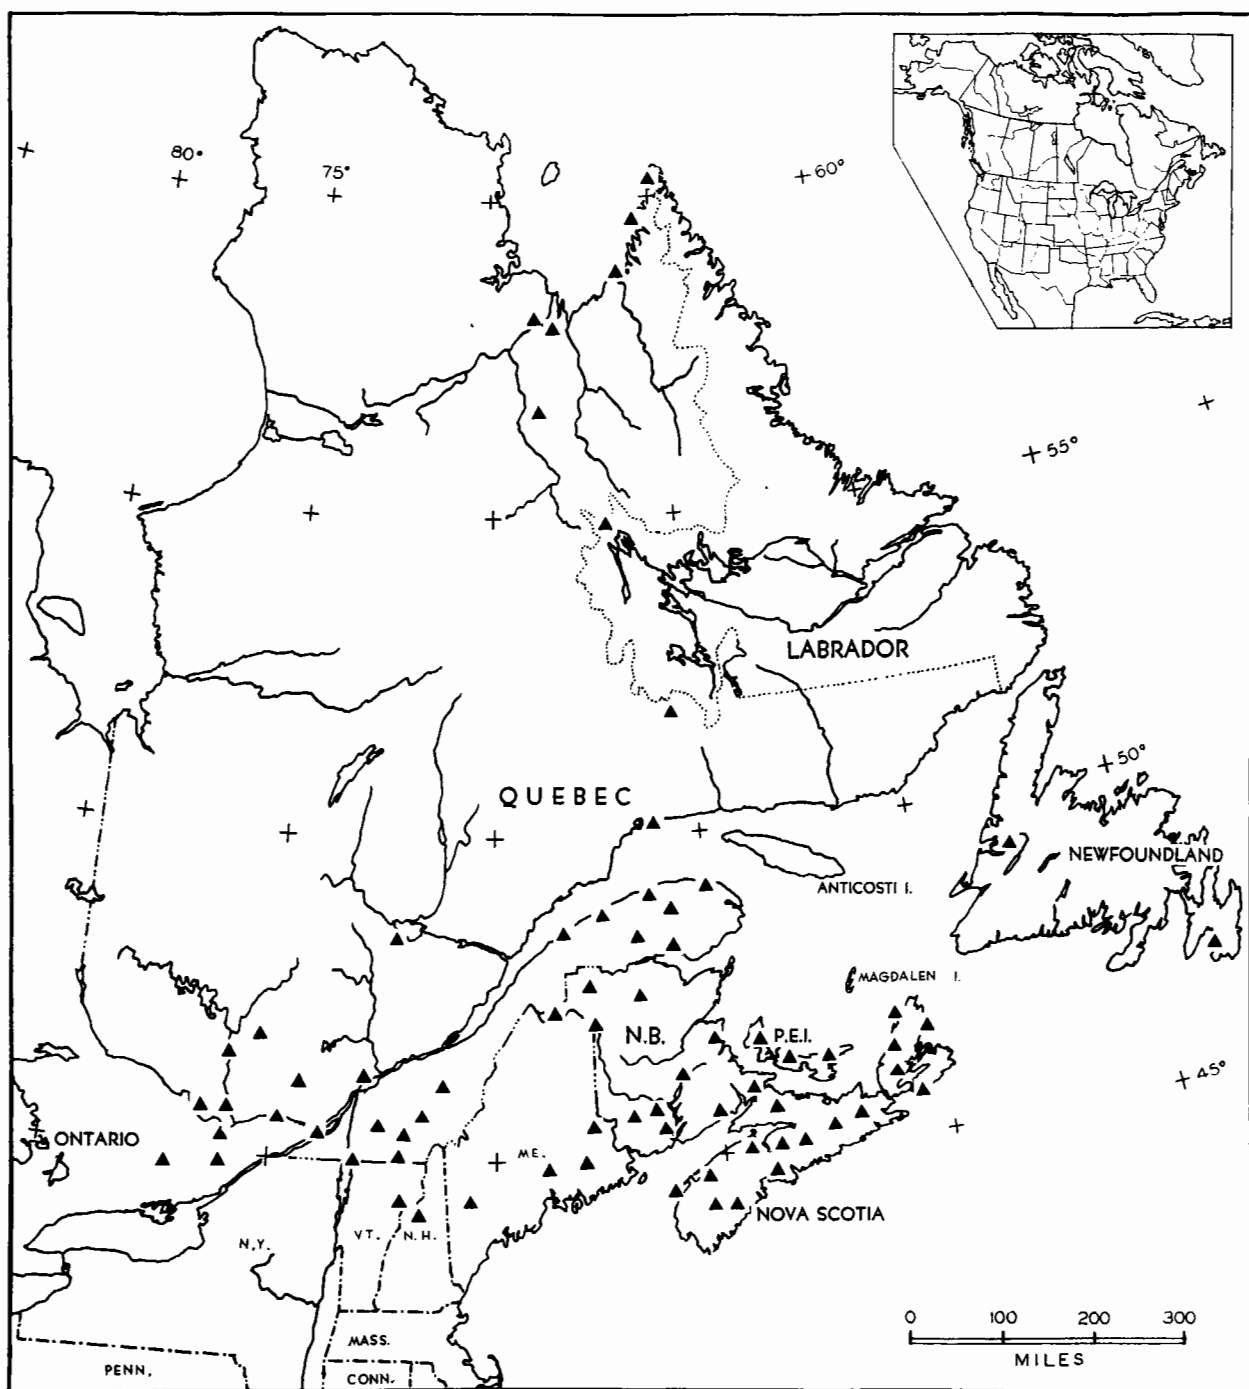 80°
75°
60°
55°
LABRADOR
50°
QUEBEC
NEWFOUNDLAND
ANTICOSTI I.
MAGDALEN I.
N.B.
P.E.I.
45°
ONTARIO
ME.
NOVA SCOTIA
N.Y.
VT.
N.H.
0 100 200 300
MILES
MASS.
PENN.
CONN.